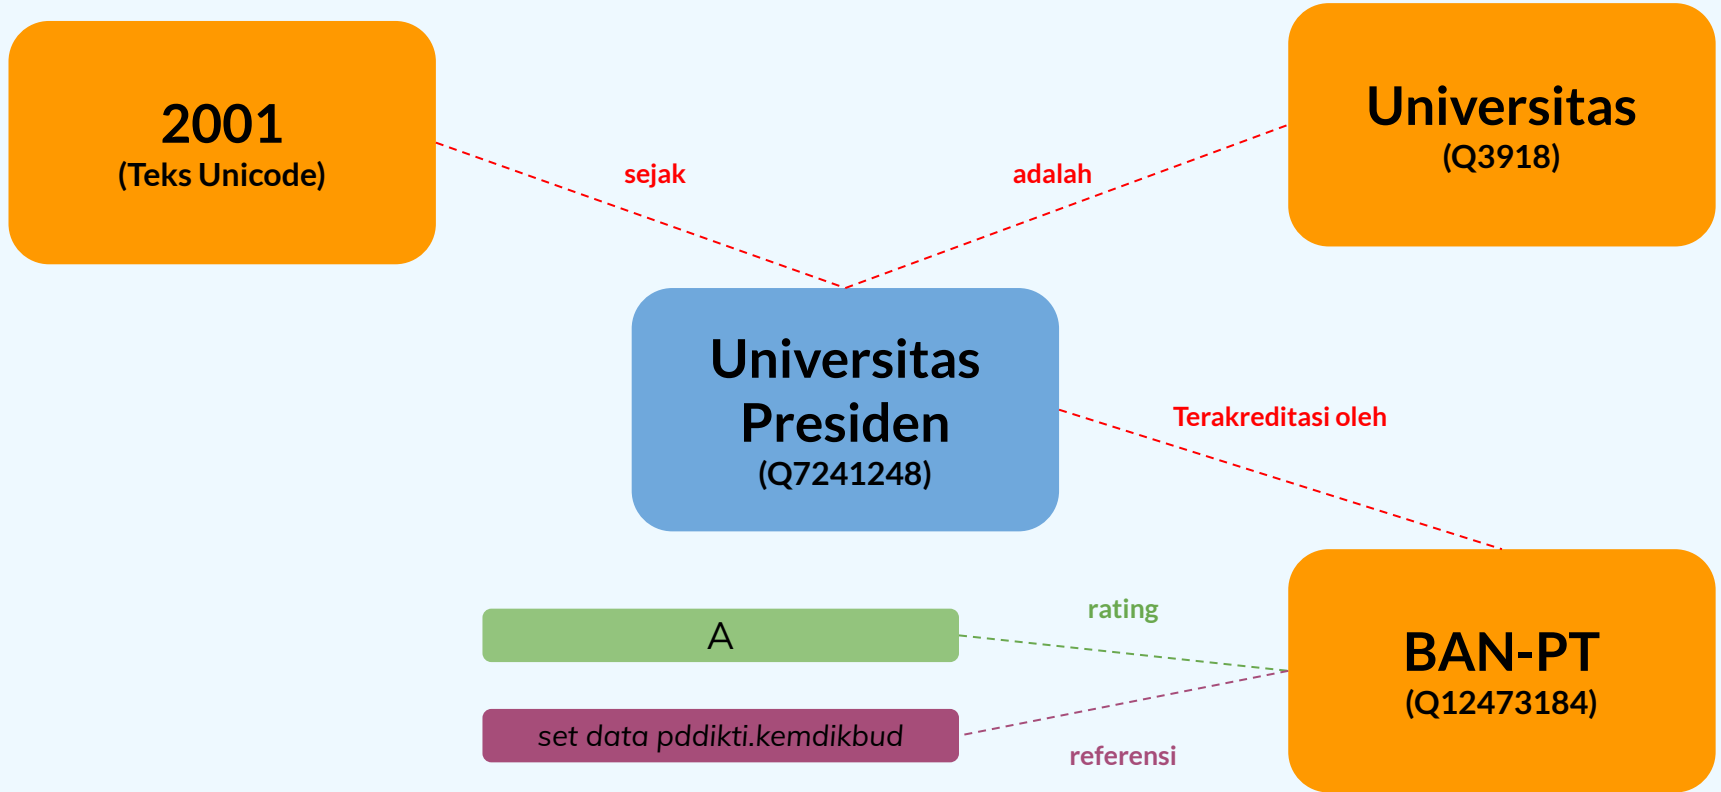 2001
(Teks Unicode)
sejak
adalah
Universitas
(Q3918)
Universitas
Presiden
(Q7241248)
Terakreditasi oleh
A
rating
set data pddikti.kemdikbud
referensi
BAN-PT
(Q12473184)